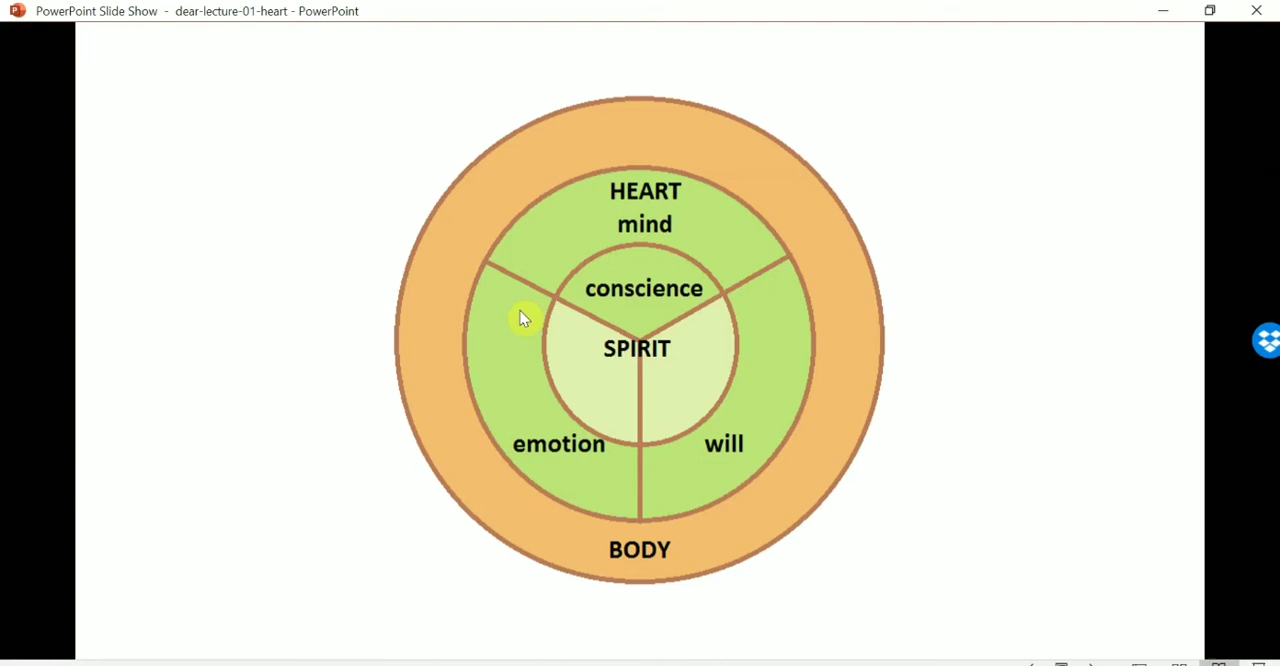 PowerPoint Slide Show - dear-lecture-01-heart - PowerPoint
HEART
mind
conscience
SPIRIT
emotion
will
BODY